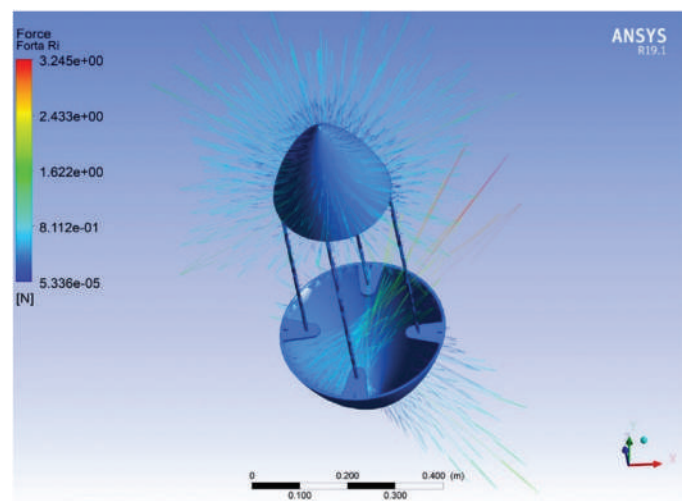 Force
Forta Ri
3.245e+00
2.433e+00
1.622e+00
8.112e-01
5.336e-05
[N]
ANSYS
R19.1
0 0.200 0.400 (m)
0.100 0.300
Y
X